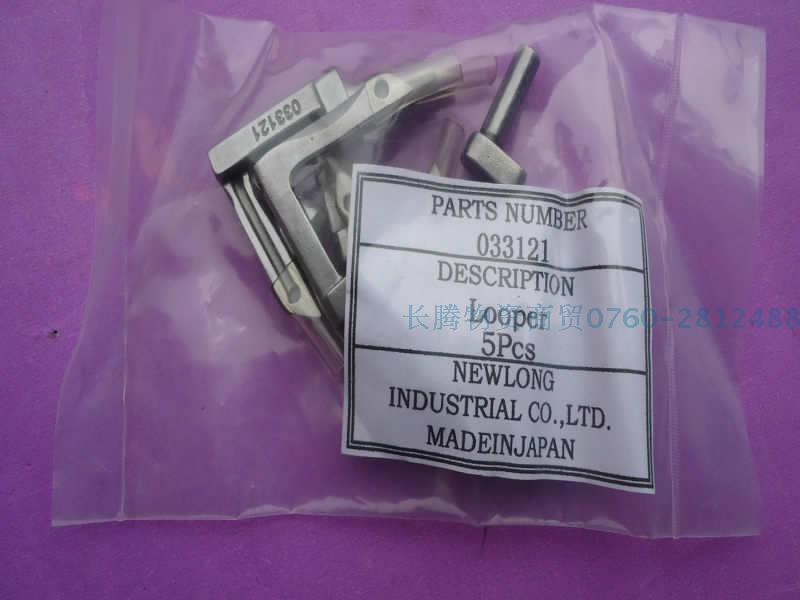 033121
PARTS NUMBER
033121
DESCRIPTION
Looper
5Pcs
NEWLONG
INDUSTRIAL CO.,LTD.
MADEINJAPAN
长腾物资商贸0760-2812488